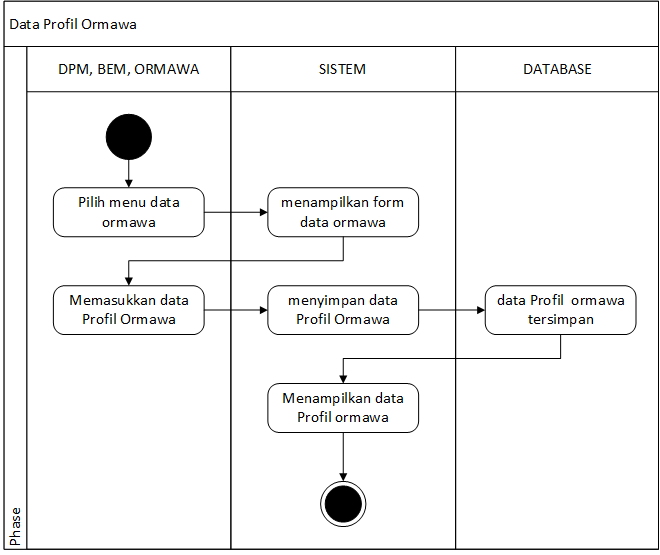 Data Profil Ormawa
DPM, BEM, ORMAWA
SISTEM
DATABASE
Pilih menu data
ormawa
menampilkan form
data ormawa
Memasukkan data
Profil Ormawa
menyimpan data
Profil Ormawa
data Profil ormawa
tersimpan
Menampilkan data
Profil ormawa
Phase